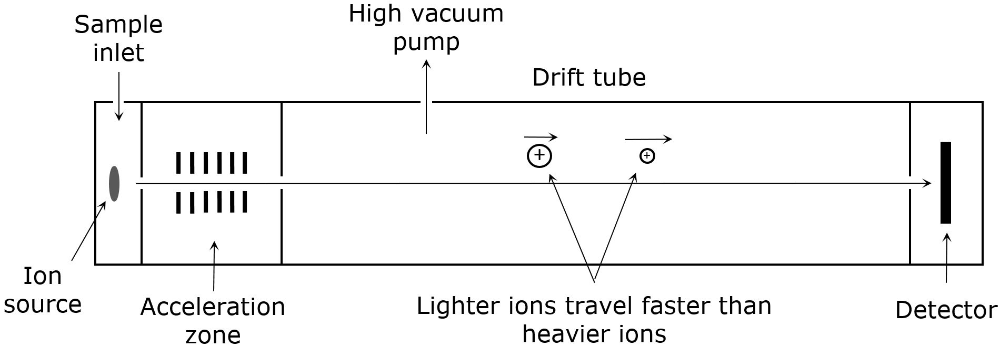 Sample
inlet
High vacuum
pump
Drift tube
+
+
Ion
source
Acceleration
zone
Lighter ions travel faster than
heavier ions
Detector